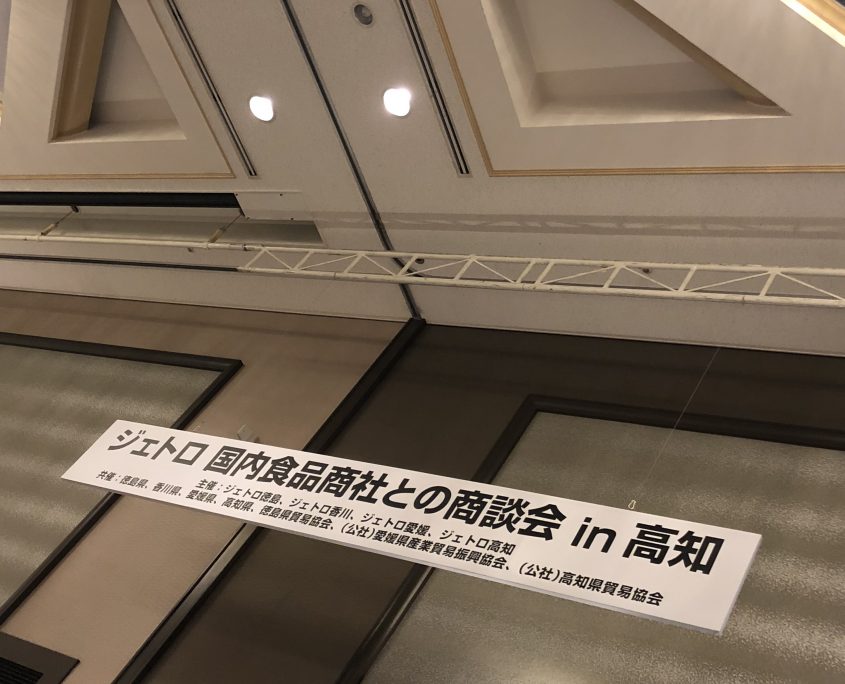 ジェトロ 国内食品商社との商談会 in 高知
主催：ジェトロ徳島、ジェトロ香川、ジェトロ愛媛、ジェトロ高知
共催：徳島県、香川県、愛媛県、高知県、徳島県貿易協会、(公社)愛媛県産業貿易振興協会、(公社)高知県貿易協会